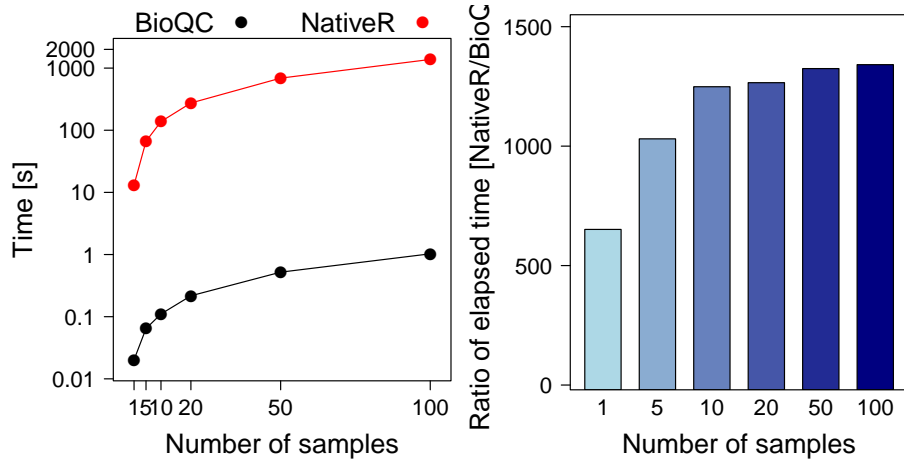 BioQC NativeR
Time [s]
2000
1000
100
10
1
0.1
0.01
1 5 10 20 50 100
Number of samples
Ratio of elapsed time [NativeR/BioQ
1500
1000
500
0
1 5 10 20 50 100
Number of samples